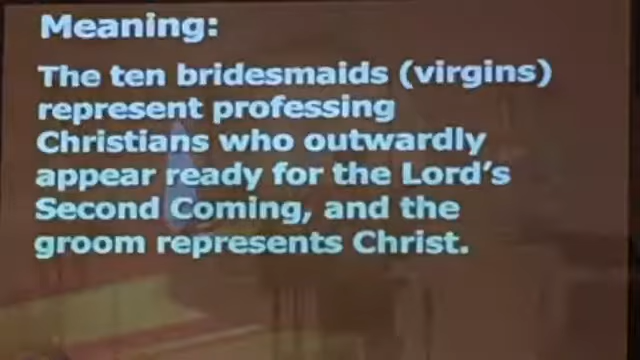 Meaning:
The ten bridesmaids (virgins)
represent professing
Christians who outwardly
appear ready for the Lord's
Second Coming, and the
groom represents Christ.